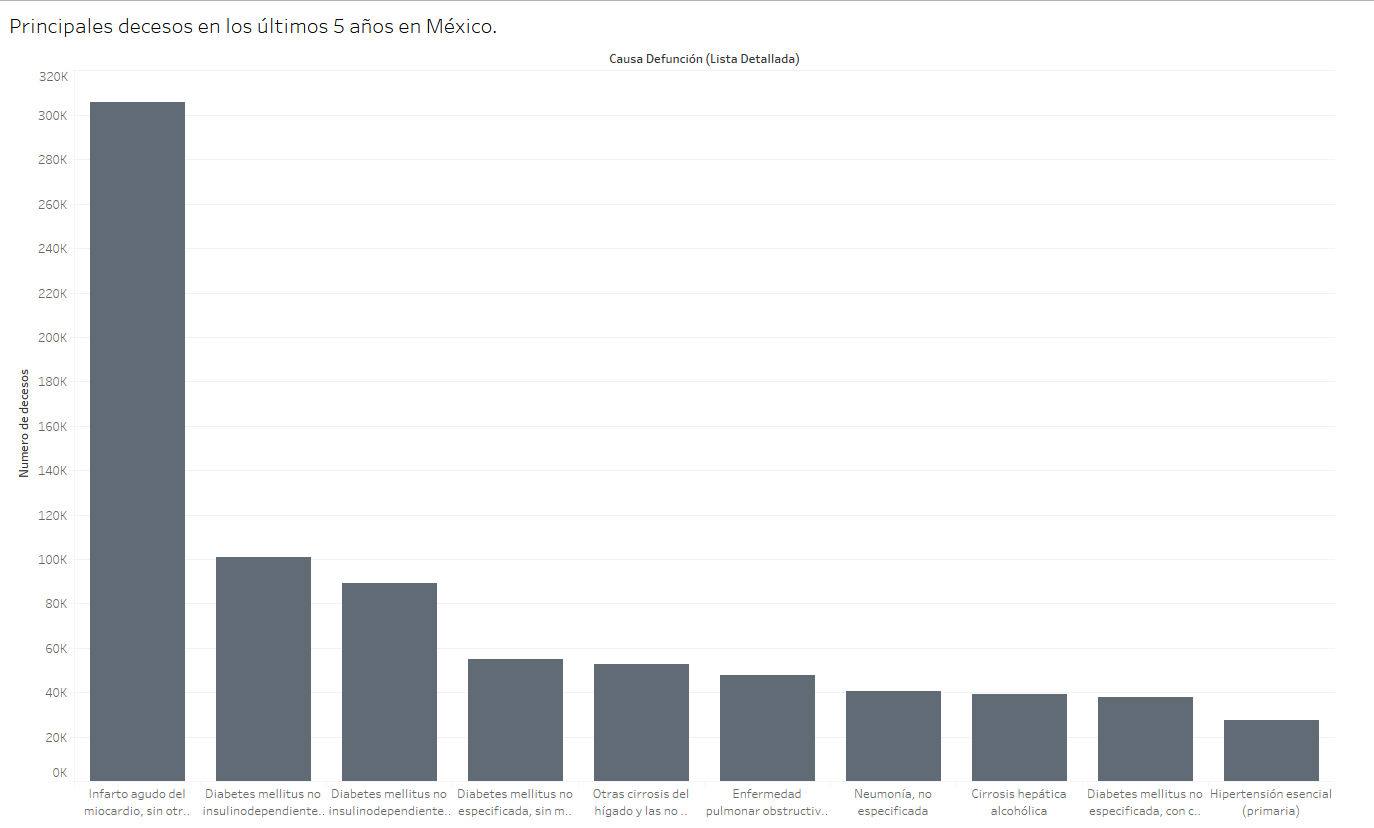 Principales decesos en los últimos 5 años en México.
Causa Defunción (Lista Detallada)
320K
300K
280K
260K
240K
220K
200K
180K
160K
140K
120K
100K
80K
60K
40K
20K
0K
Numero de decesos
Infarto agudo del
miocardio, sin otr..
Diabetes mellitus no
insulinodependiente..
Diabetes mellitus no
insulinodependiente..
Diabetes mellitus no
especificada, sin m..
Otras cirrosis del
hígado y las no ..
Enfermedad
pulmonar obstructiv..
Neumonía, no
especificada
Cirrosis hepática
alcohólica
Diabetes mellitus no
especificada, con c..
Hipertensión esencial
(primaria)